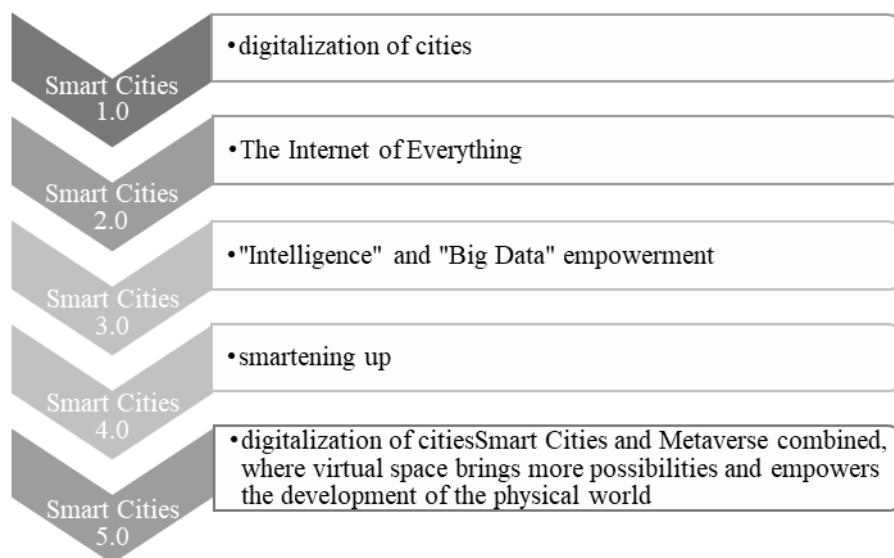 Smart Cities
1.0
•digitalization of cities
Smart Cities
2.0
•The Internet of Everything
Smart Cities
3.0
•"Intelligence" and "Big Data" empowerment
Smart Cities
4.0
•smartening up
Smart Cities
5.0
•digitalization of citiesSmart Cities and Metaverse combined,
where virtual space brings more possibilities and empowers
the development of the physical world